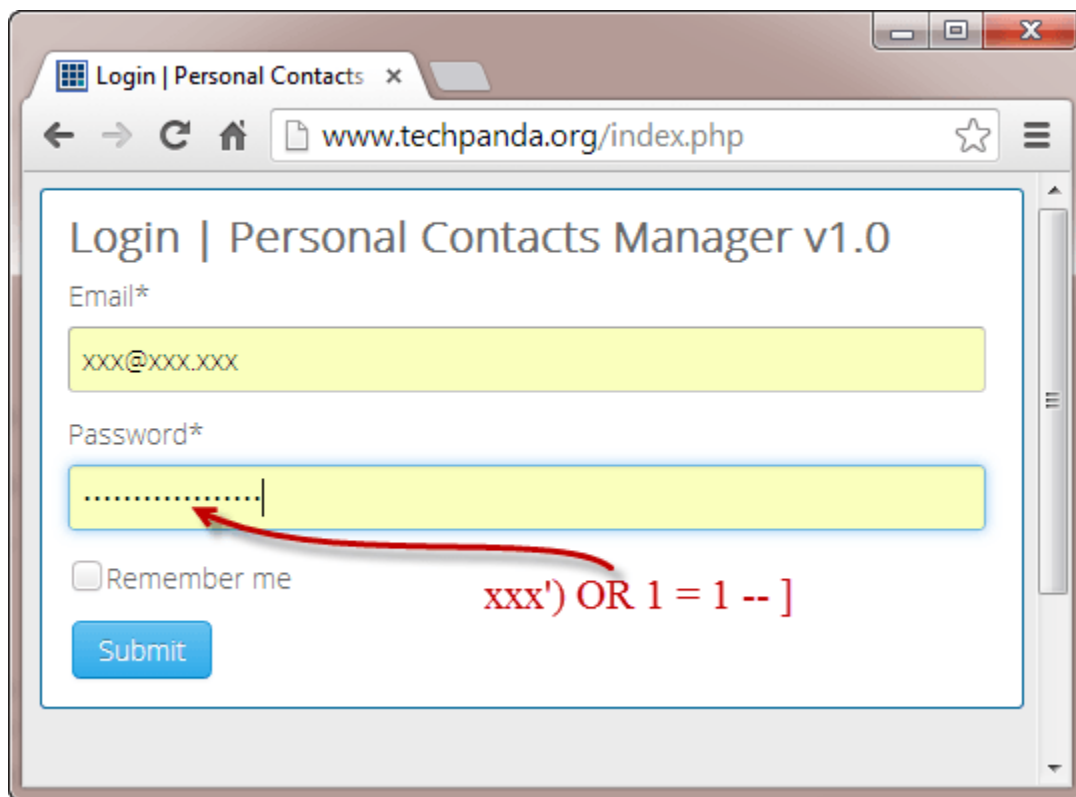 Login | Personal Contacts
www.techpanda.org/index.php
Login | Personal Contacts Manager v1.0
Email*
xxx@xxx.xxx
Password*
..................
Remember me
xxx') OR 1 = 1 -- ]
Submit